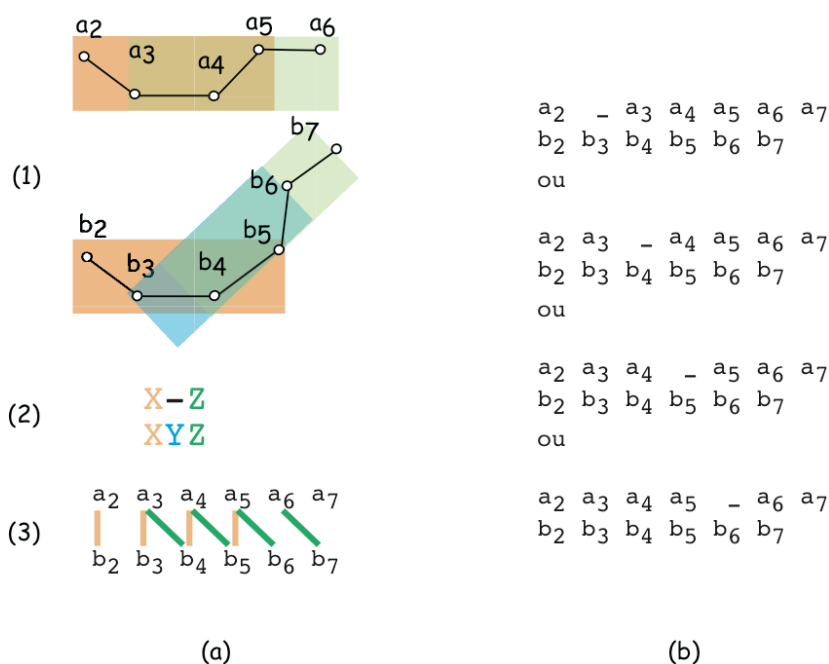 a2 a3 a4 a5 a6
(1)
b7
b6
b2 b3 b4 b5
(2)
X–Z
XYZ
(3)
a2 a3 a4 a5 a6 a7
b2 b3 b4 b5 b6 b7
(a)
a2 – a3 a4 a5 a6 a7
b2 b3 b4 b5 b6 b7
ou
a2 a3 – a4 a5 a6 a7
b2 b3 b4 b5 b6 b7
ou
a2 a3 a4 – a5 a6 a7
b2 b3 b4 b5 b6 b7
ou
a2 a3 a4 a5 – a6 a7
b2 b3 b4 b5 b6 b7
(b)